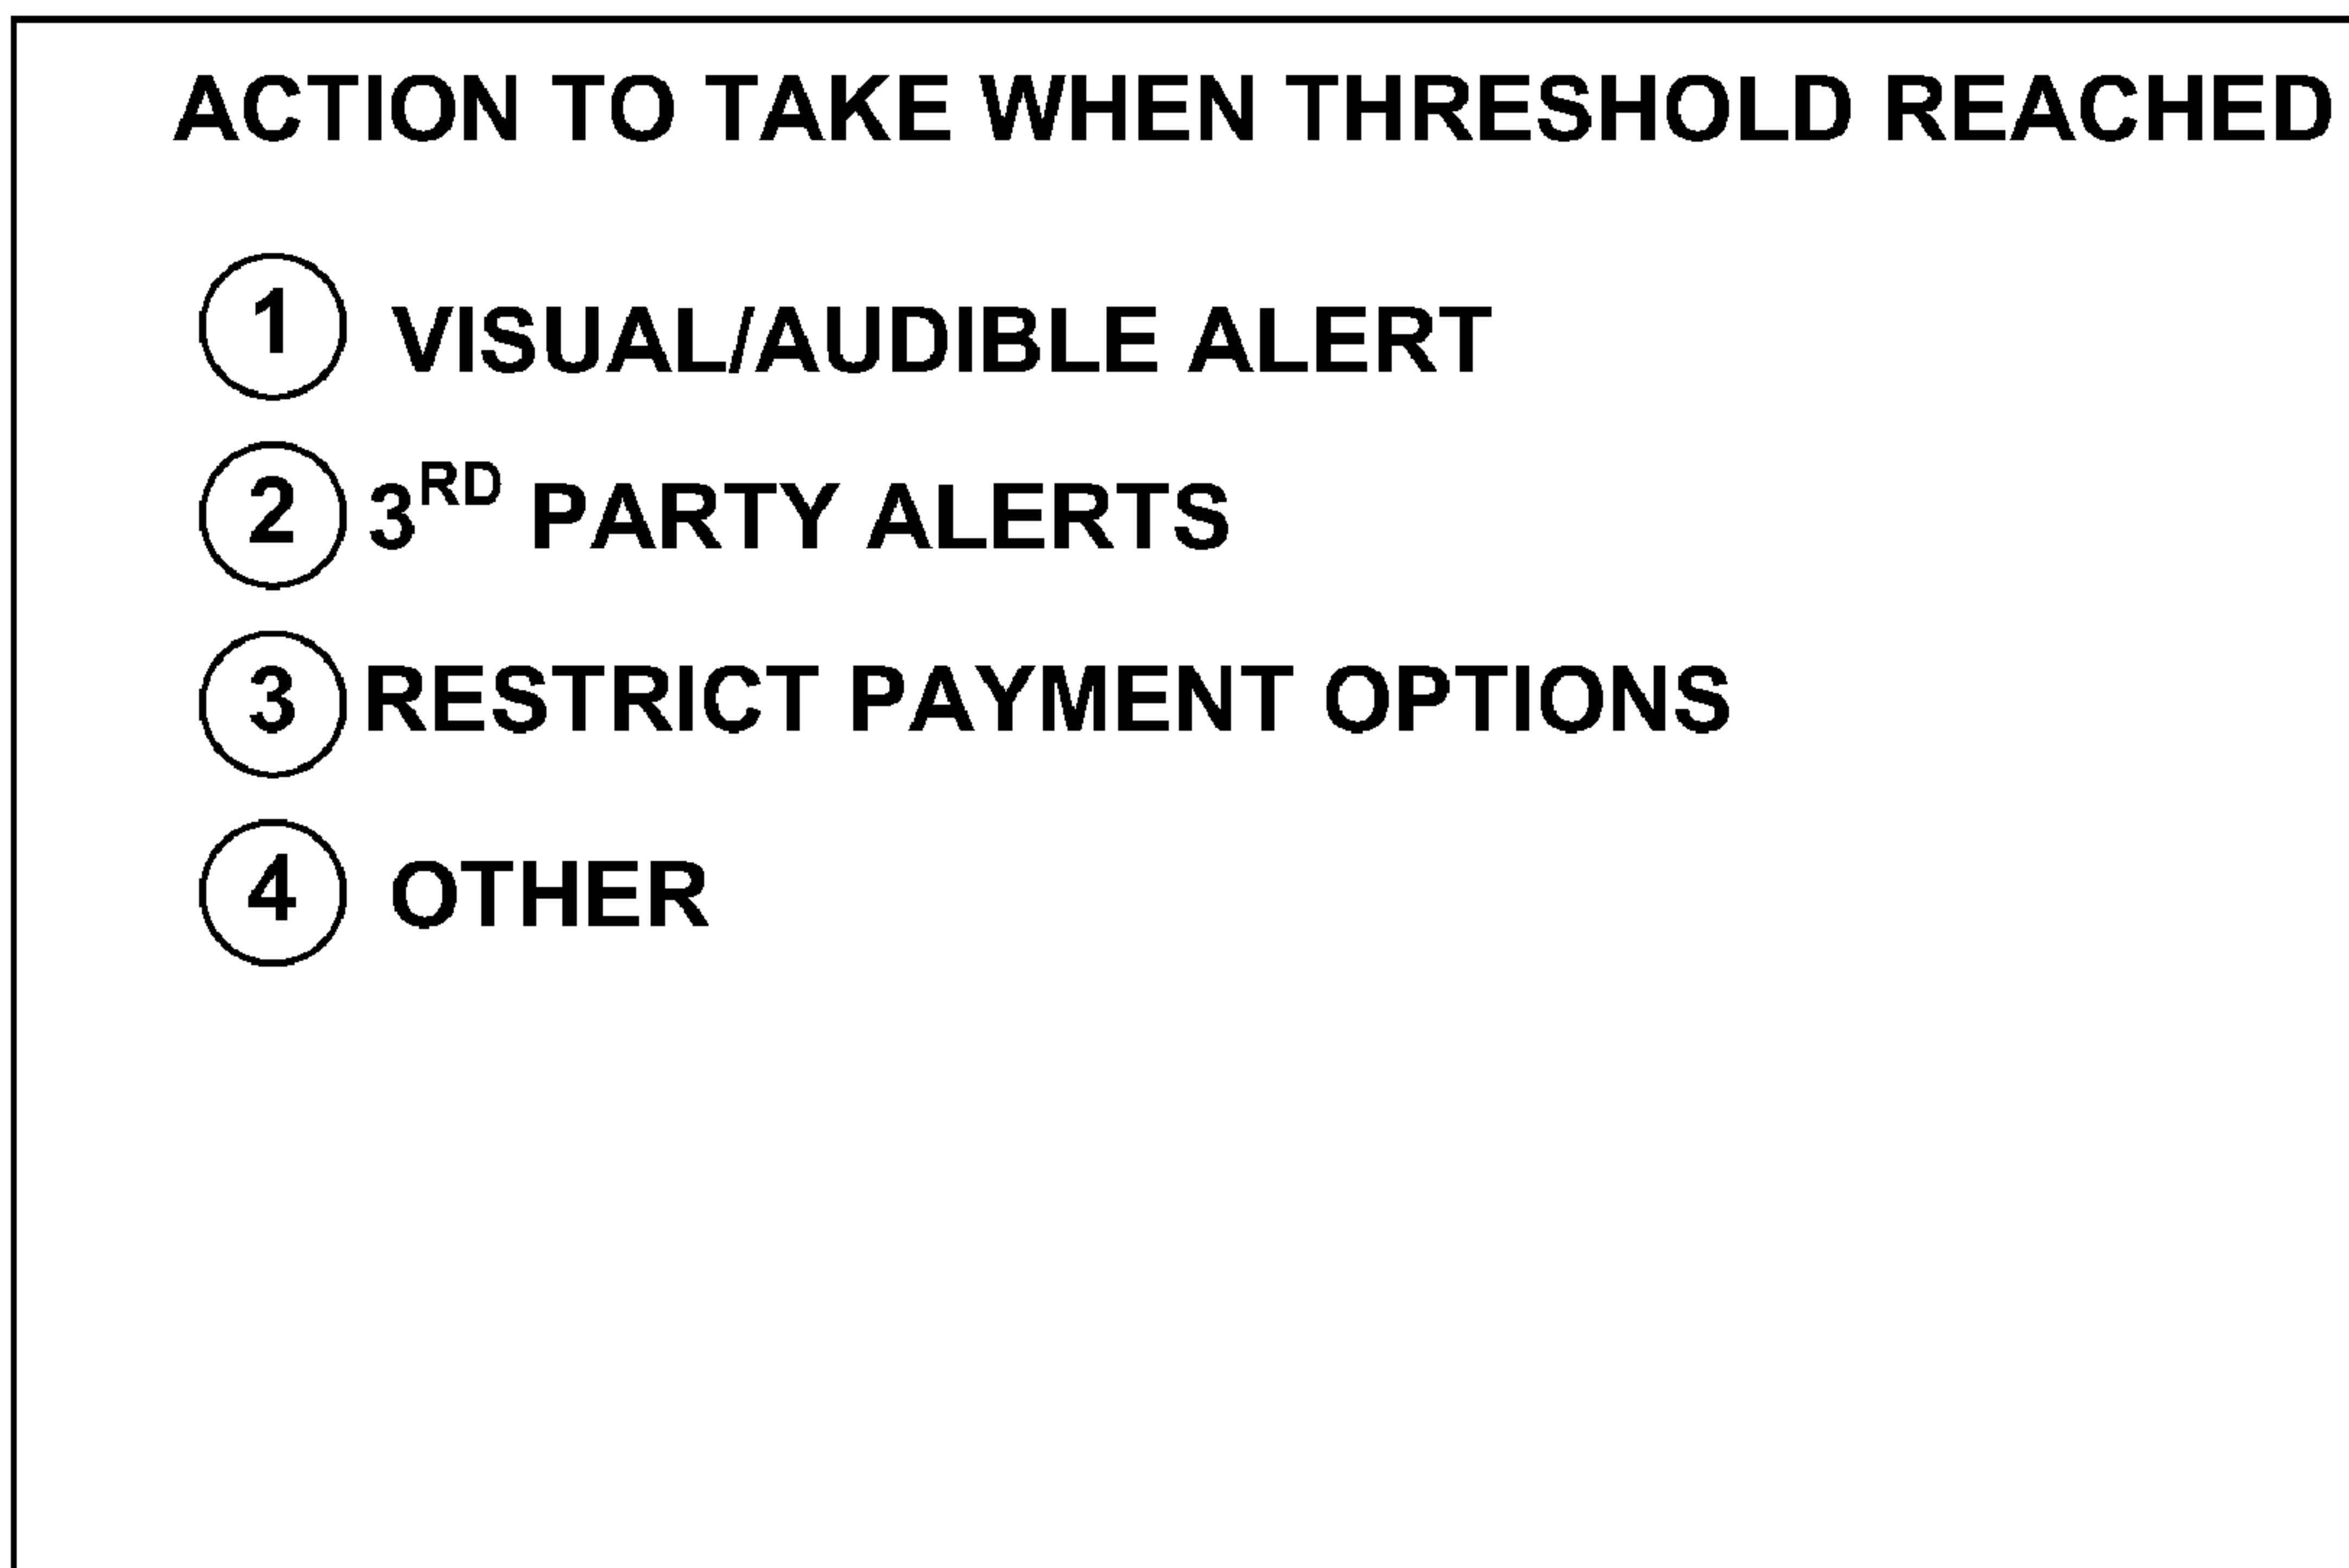 ACTION TO TAKE WHEN THRESHOLD REACHED
1 VISUAL/AUDIBLE ALERT
2 3RD PARTY ALERTS
3 RESTRICT PAYMENT OPTIONS
4 OTHER